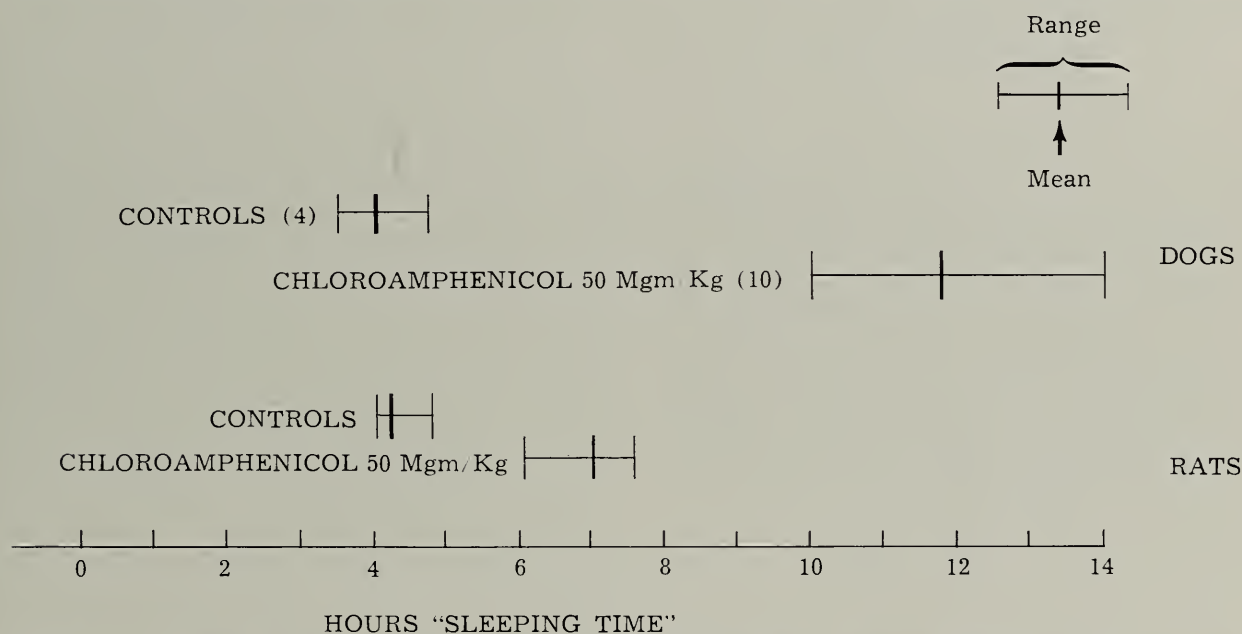 Range
Mean
CONTROLS (4)
CHLOROAMPHENICOL 50 Mgm Kg (10)
DOGS
CONTROLS
CHLOROAMPHENICOL 50 Mgm/Kg
RATS
0 2 4 6 8 10 12 14
HOURS “SLEEPING TIME”